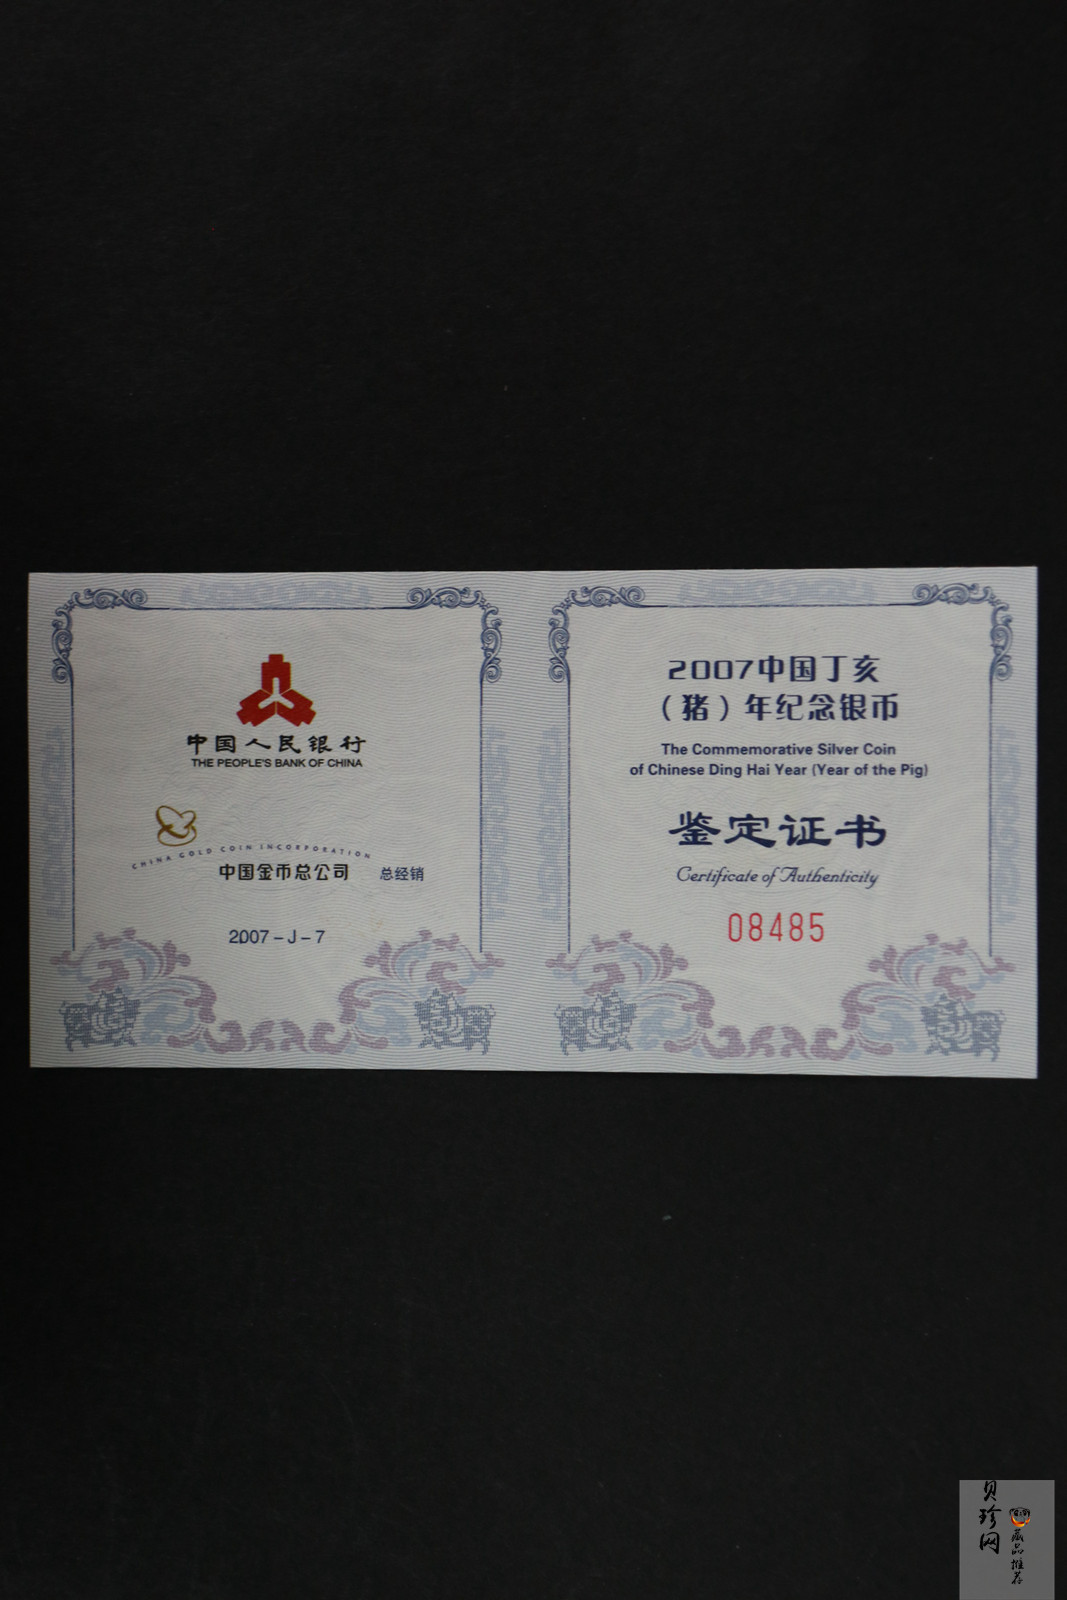 中国人民银行
THE PEOPLE'S BANK OF CHINA
CHINA GOLD COIN INCORPORATION
中国金币总公司 总经销
2007-J-7
2007中国丁亥
（猪）年纪念银币
The Commemorative Silver Coin
of Chinese Ding Hai Year (Year of the Pig)
鉴定证书
Certificate of Authenticity
08485
贝珍网
藏品推荐